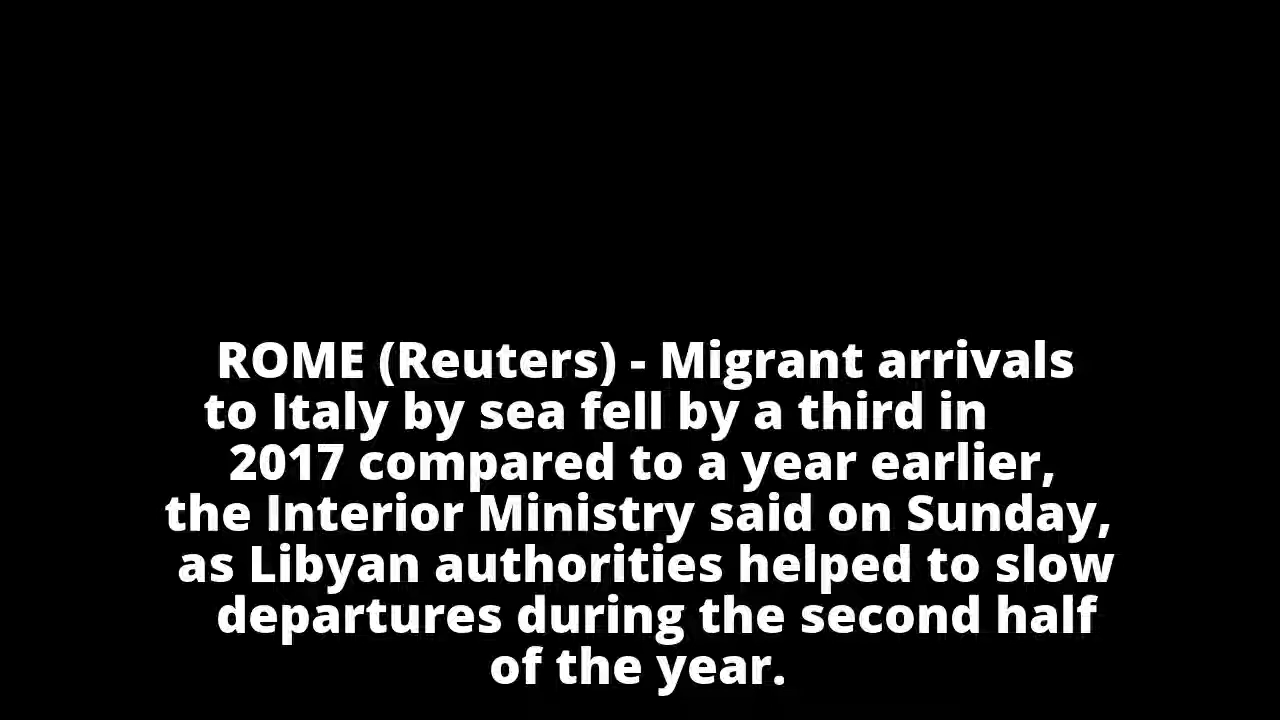 ROME (Reuters) - Migrant arrivals
to Italy by sea fell by a third in
2017 compared to a year earlier,
the Interior Ministry said on Sunday,
as Libyan authorities helped to slow
departures during the second half
of the year.